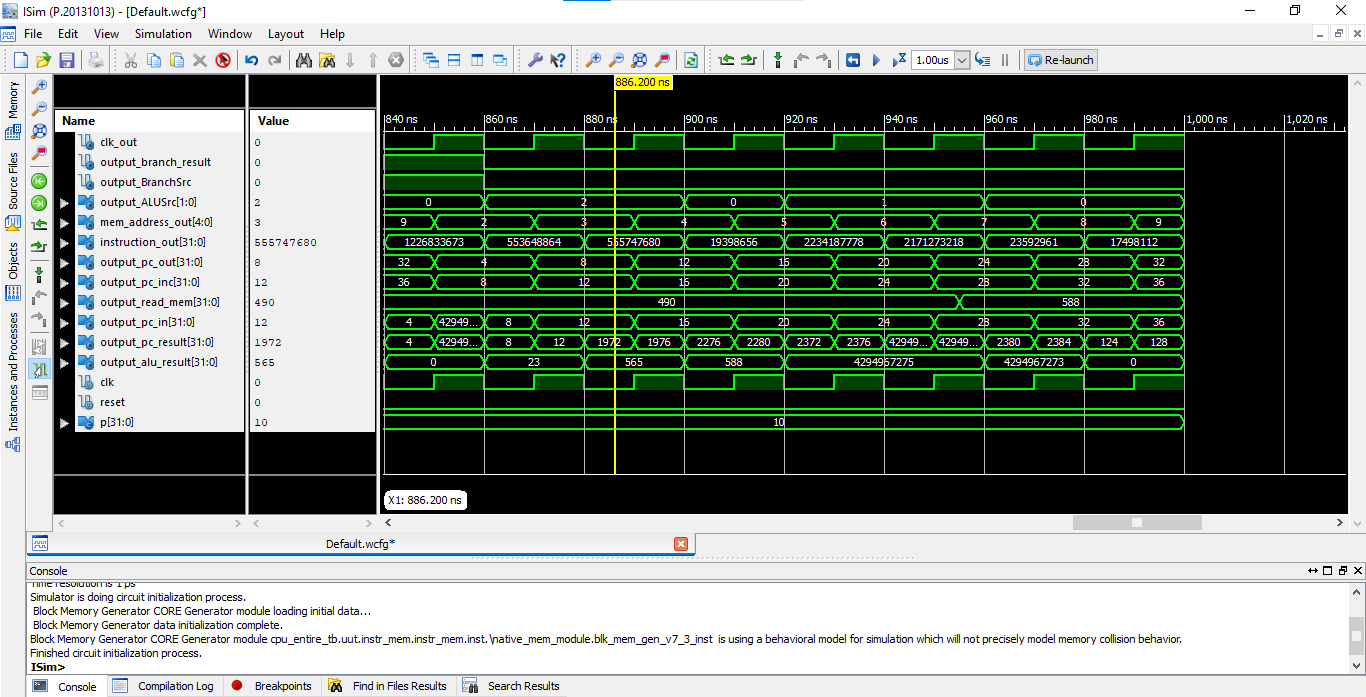 ISim (P.20131013) - [Default.wcfg*]
File Edit View Simulation Window Layout Help
1.00us Re-launch
Memory
Source Files
Objects
Instances and Processes
886.200 ns
840 ns 860 ns 880 ns 900 ns 920 ns 940 ns 960 ns 980 ns 1,000 ns 1,020 ns
Name Value
clk_out 0
output_branch_result 0
output_BranchSrc 0
output_ALUSrc[1:0] 2 0 2 0 1 0
mem_address_out[4:0] 3 9 2 3 4 5 6 7 8 9
instruction_out[31:0] 555747680 1226833673 553648864 555747680 19398656 2234187778 2171273218 23592961 17498112
output_pc_out[31:0] 8 32 4 8 12 16 20 24 28 32
output_pc_inc[31:0] 12 36 8 12 16 20 24 28 32 36
output_read_mem[31:0] 490 490 588
output_pc_in[31:0] 12 4 42949... 8 12 16 20 24 28 32 36
output_pc_result[31:0] 1972 4 42949... 8 12 1972 1976 2276 2280 2372 2376 42949... 42949... 2380 2384 124 128
output_alu_result[31:0] 565 0 23 565 588 4294967275 4294967273 0
clk 0
reset 0
p[31:0] 10 10
X1: 886.200 ns
Default.wcfg*
Console
Time resolution is 1 ps
Simulator is doing circuit initialization process.
Block Memory Generator CORE Generator module loading initial data...
Block Memory Generator data initialization complete.
Block Memory Generator CORE Generator module cpu_entire_tb.uut.instr_mem.instr_mem.inst.\native_mem_module.blk_mem_gen_v7_3_inst is using a behavioral model for simulation which will not precisely model memory collision behavior.
Finished circuit initialization process.
ISim>
Console Compilation Log Breakpoints Find in Files Results Search Results